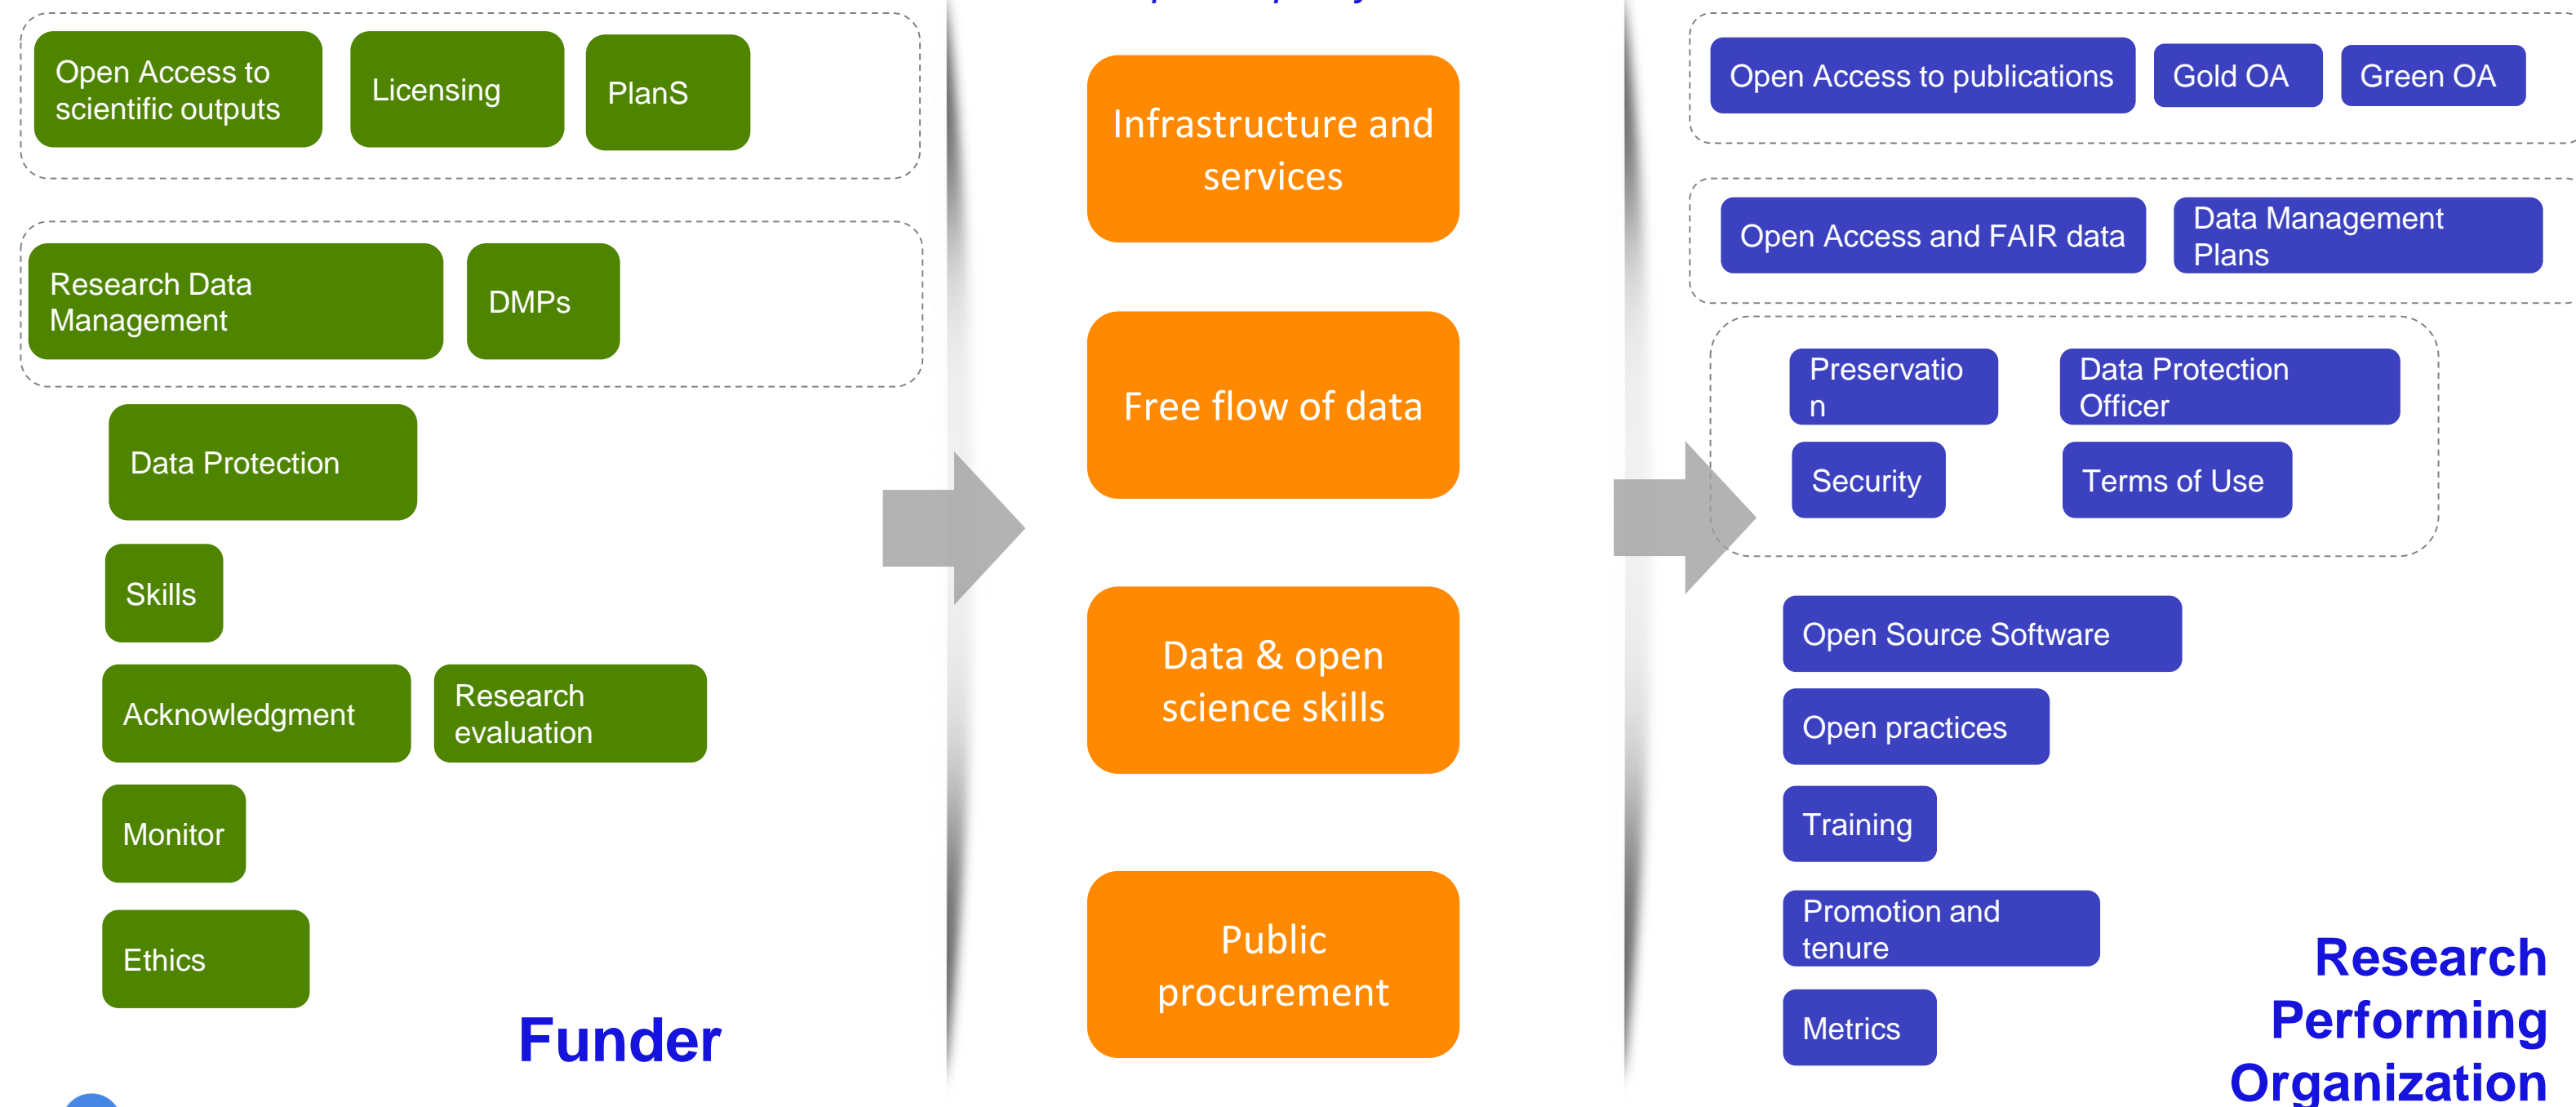 Open Access to
scientific outputs
Licensing
PlanS
Research Data
Management
DMPs
Data Protection
Skills
Acknowledgment
Research
evaluation
Monitor
Ethics
Funder
Infrastructure and
services
Free flow of data
Data & open
science skills
Public
procurement
Open Access to publications
Gold OA
Green OA
Open Access and FAIR data
Data Management
Plans
Preservatio
n
Data Protection
Officer
Security
Terms of Use
Open Source Software
Open practices
Training
Promotion and
tenure
Metrics
Research
Performing
Organization